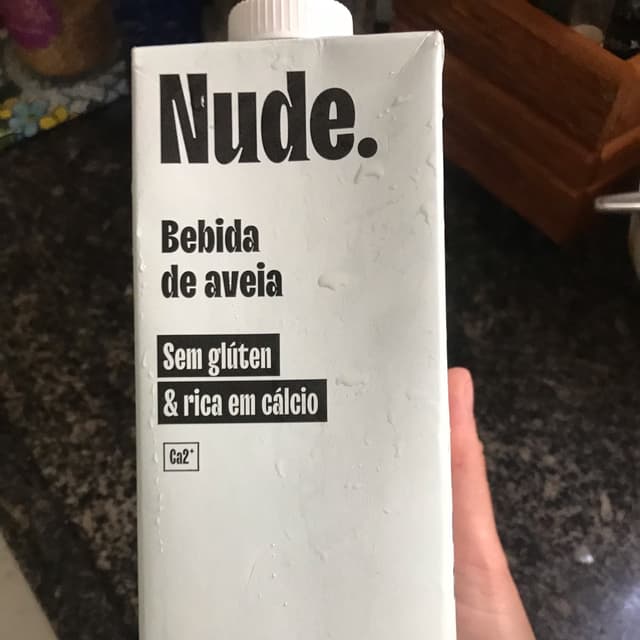 Nude.
Bebida
de aveia
Sem glúten
& rica em cálcio
Ca2+